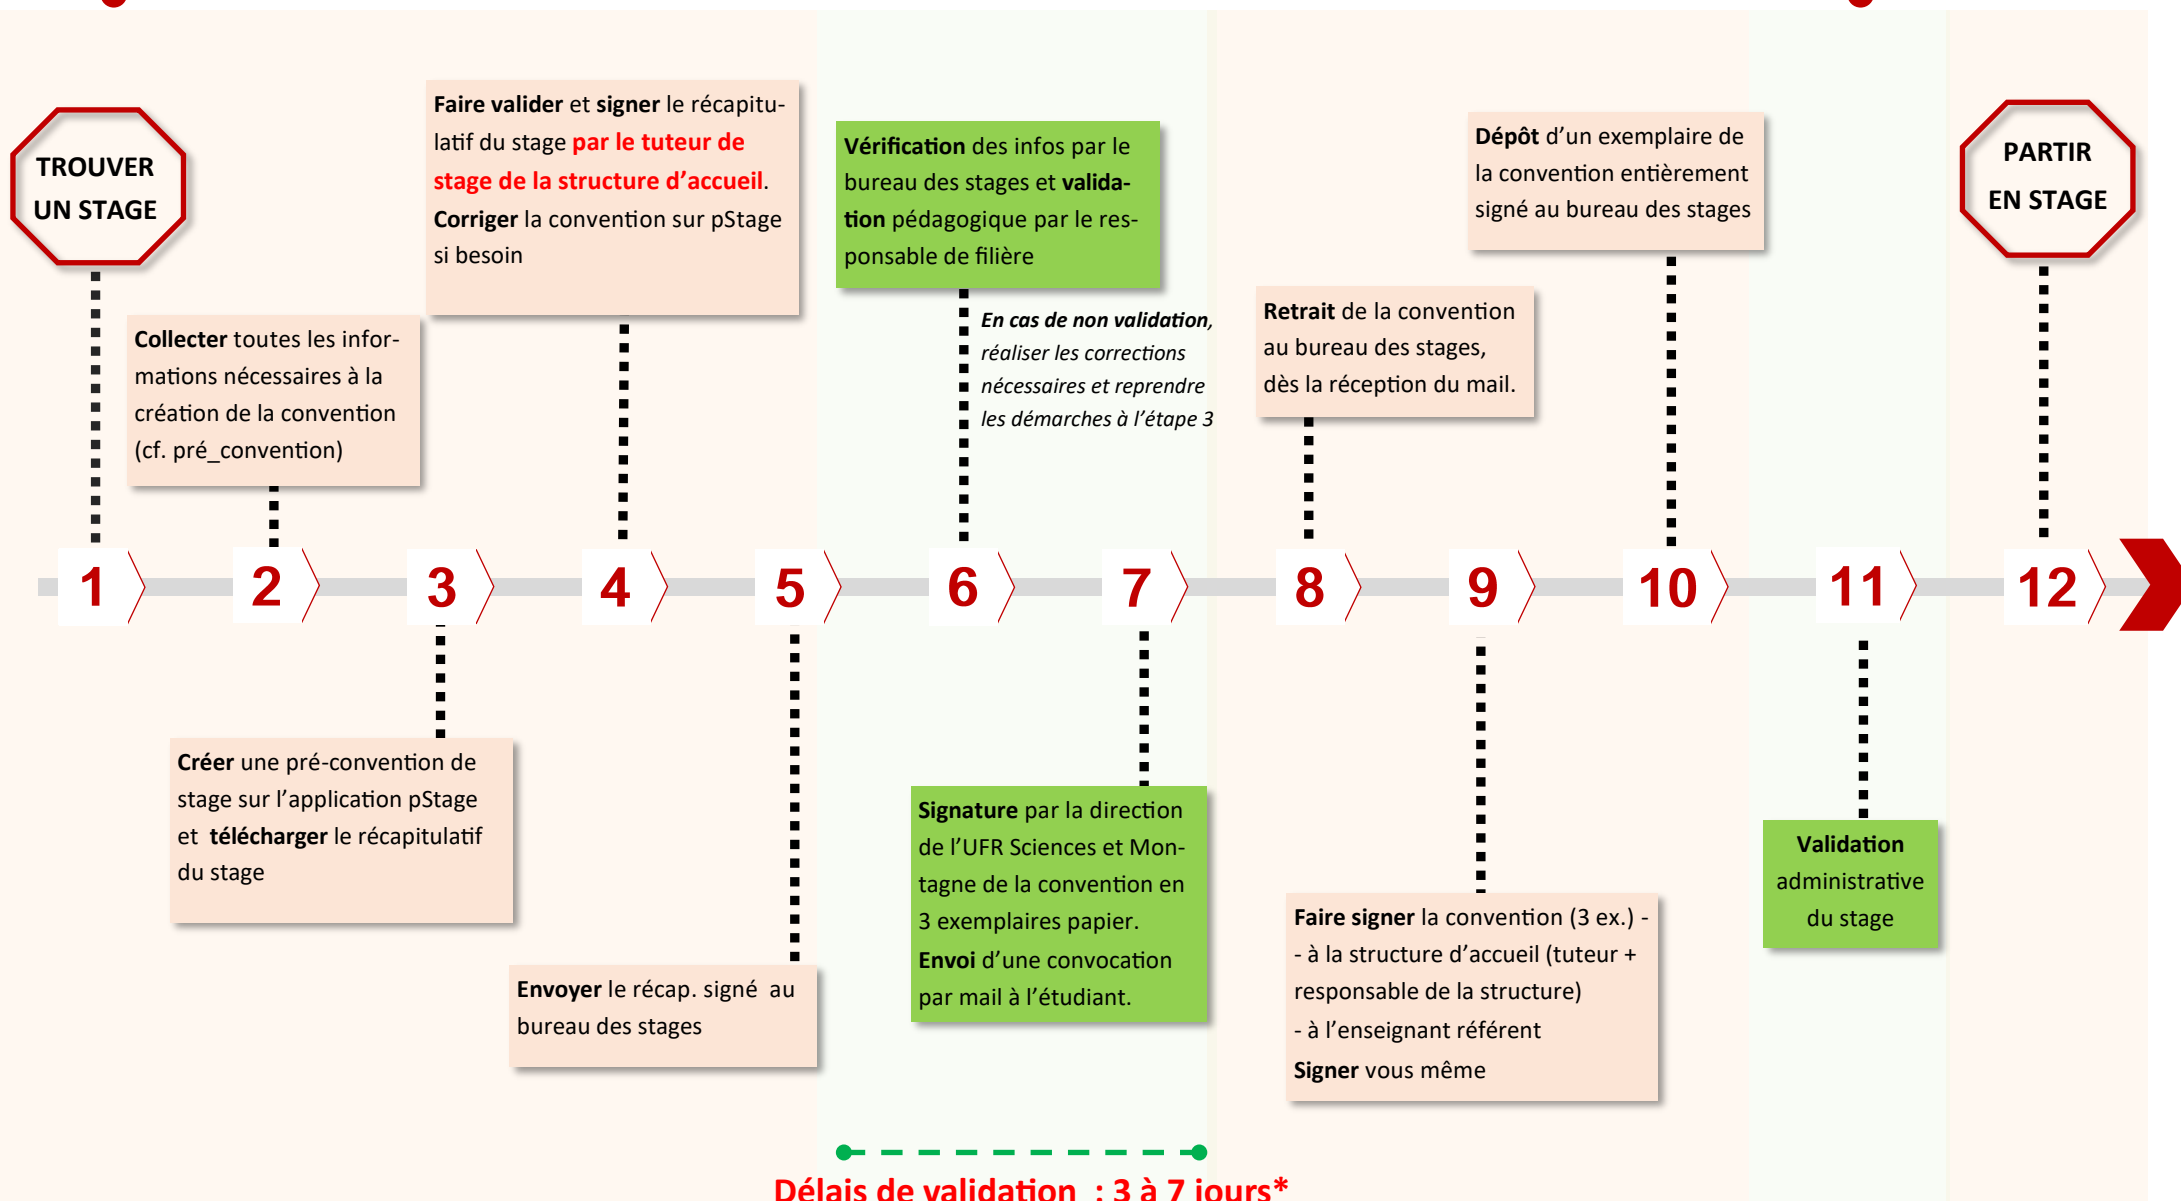 TROUVER
UN STAGE
Collecter toutes les infor-
mations nécessaires à la
création de la convention
(cf. pré_convention)
Faire valider et signer le récapitu-
latif du stage par le tuteur de
stage de la structure d'accueil.
Corriger la convention sur pStage
si besoin
Vérification des infos par le
bureau des stages et valida-
tion pédagogique par le res-
ponsable de filière
En cas de non validation,
réaliser les corrections
nécessaires et reprendre
les démarches à l'étape 3
Retrait de la convention
au bureau des stages,
dès la réception du mail.
Dépôt d'un exemplaire de
la convention entièrement
signé au bureau des stages
PARTIR
EN STAGE
1 2 3 4 5 6 7 8 9 10 11 12
Créer une pré-convention de
stage sur l'application pStage
et télécharger le récapitulatif
du stage
Envoyer le récap. signé au
bureau des stages
Signature par la direction
de l'UFR Sciences et Mon-
tagne de la convention en
3 exemplaires papier.
Envoi d'une convocation
par mail à l'étudiant.
Faire signer la convention (3 ex.) -
- à la structure d'accueil (tuteur +
responsable de la structure)
- à l'enseignant référent
Signer vous même
Validation
administrative
du stage
Délais de validation : 3 à 7 jours*